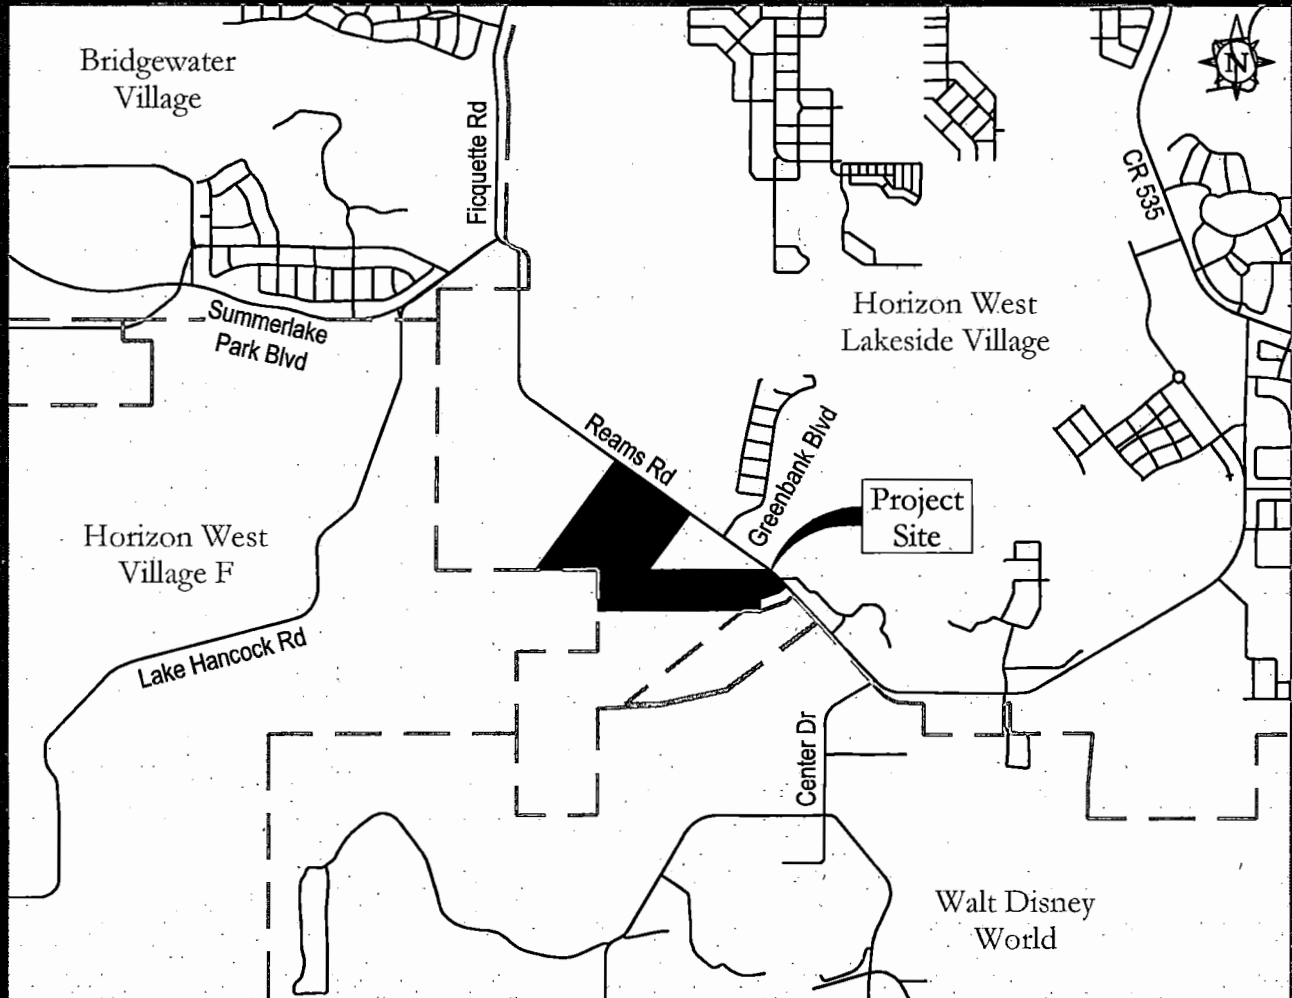 Bridgewater
Village
Ficquette Rd
N
CR 535
Summerlake
Park Blvd
Horizon West
Lakeside Village
Reams Rd
Greenbank Blvd
Project
Site
Horizon West
Village F
Lake Hancock Rd
Center Dr
Walt Disney
World